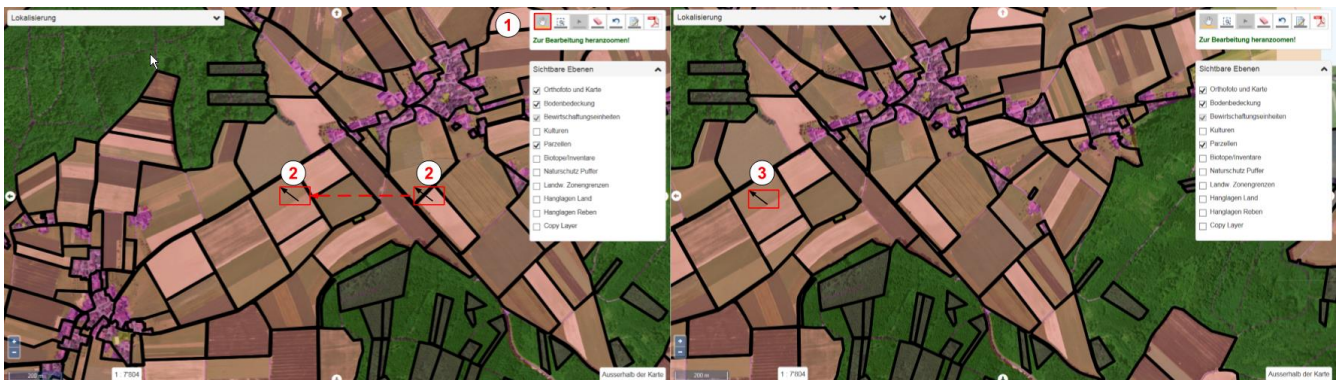 Lokalisierung
1
Zur Bearbeitung heranzoomen!
Sichtbare Ebenen
Orthofoto und Karte
Bodenbedeckung
Bewirtschaftungseinheiten
Kulturen
Parzellen
Biotope/Inventare
Naturschutz Puffer
Landw. Zonengrenzen
Hanglagen Land
Hanglagen Reben
Copy Layer
2
2
+
−
200 m
1 : 7'804
Ausserhalb der Karte
Lokalisierung
Zur Bearbeitung heranzoomen!
Sichtbare Ebenen
Orthofoto und Karte
Bodenbedeckung
Bewirtschaftungseinheiten
Kulturen
Parzellen
Biotope/Inventare
Naturschutz Puffer
Landw. Zonengrenzen
Hanglagen Land
Hanglagen Reben
Copy Layer
3
+
−
200 m
1 : 7'804
Ausserhalb der Karte